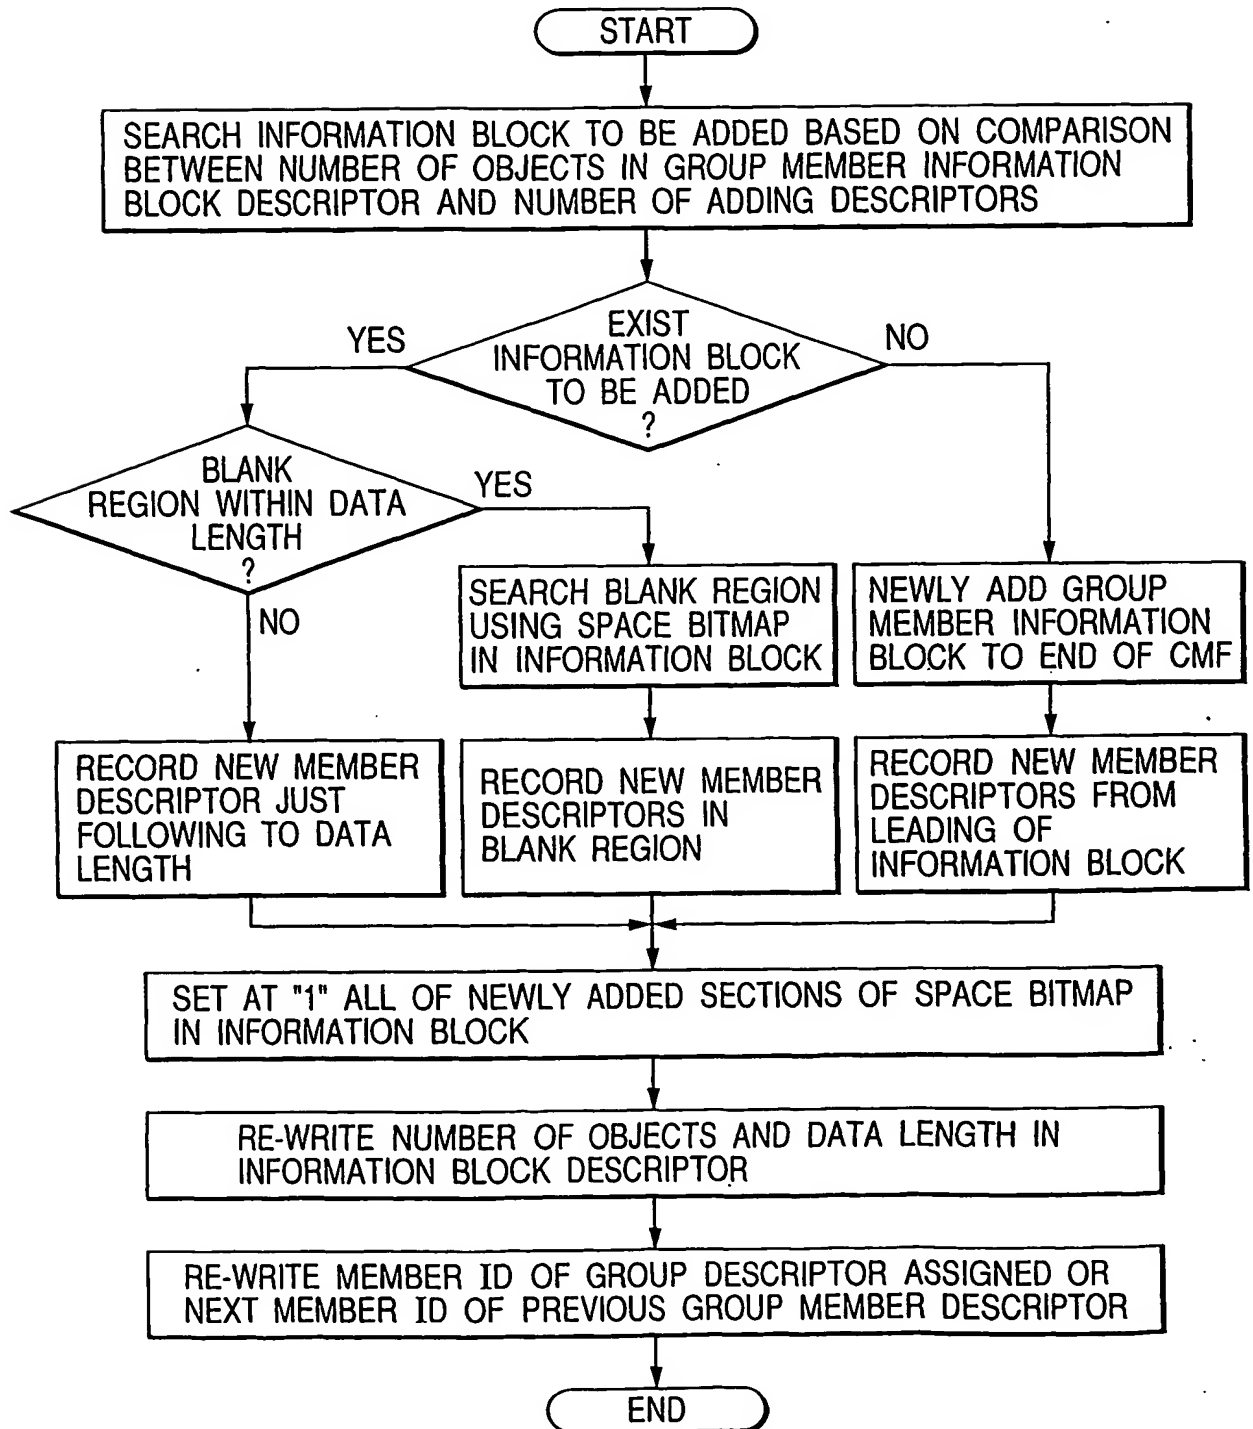 START
SEARCH INFORMATION BLOCK TO BE ADDED BASED ON COMPARISON
BETWEEN NUMBER OF OBJECTS IN GROUP MEMBER INFORMATION
BLOCK DESCRIPTOR AND NUMBER OF ADDING DESCRIPTORS
EXIST
INFORMATION BLOCK
TO BE ADDED
?
YES
NO
BLANK
REGION WITHIN DATA
LENGTH
?
YES
NO
SEARCH BLANK REGION
USING SPACE BITMAP
IN INFORMATION BLOCK
NEWLY ADD GROUP
MEMBER INFORMATION
BLOCK TO END OF CMF
RECORD NEW MEMBER
DESCRIPTOR JUST
FOLLOWING TO DATA
LENGTH
RECORD NEW MEMBER
DESCRIPTORS IN
BLANK REGION
RECORD NEW MEMBER
DESCRIPTORS FROM
LEADING OF
INFORMATION BLOCK
SET AT "1" ALL OF NEWLY ADDED SECTIONS OF SPACE BITMAP
IN INFORMATION BLOCK
RE-WRITE NUMBER OF OBJECTS AND DATA LENGTH IN
INFORMATION BLOCK DESCRIPTOR
RE-WRITE MEMBER ID OF GROUP DESCRIPTOR ASSIGNED OR
NEXT MEMBER ID OF PREVIOUS GROUP MEMBER DESCRIPTOR
END